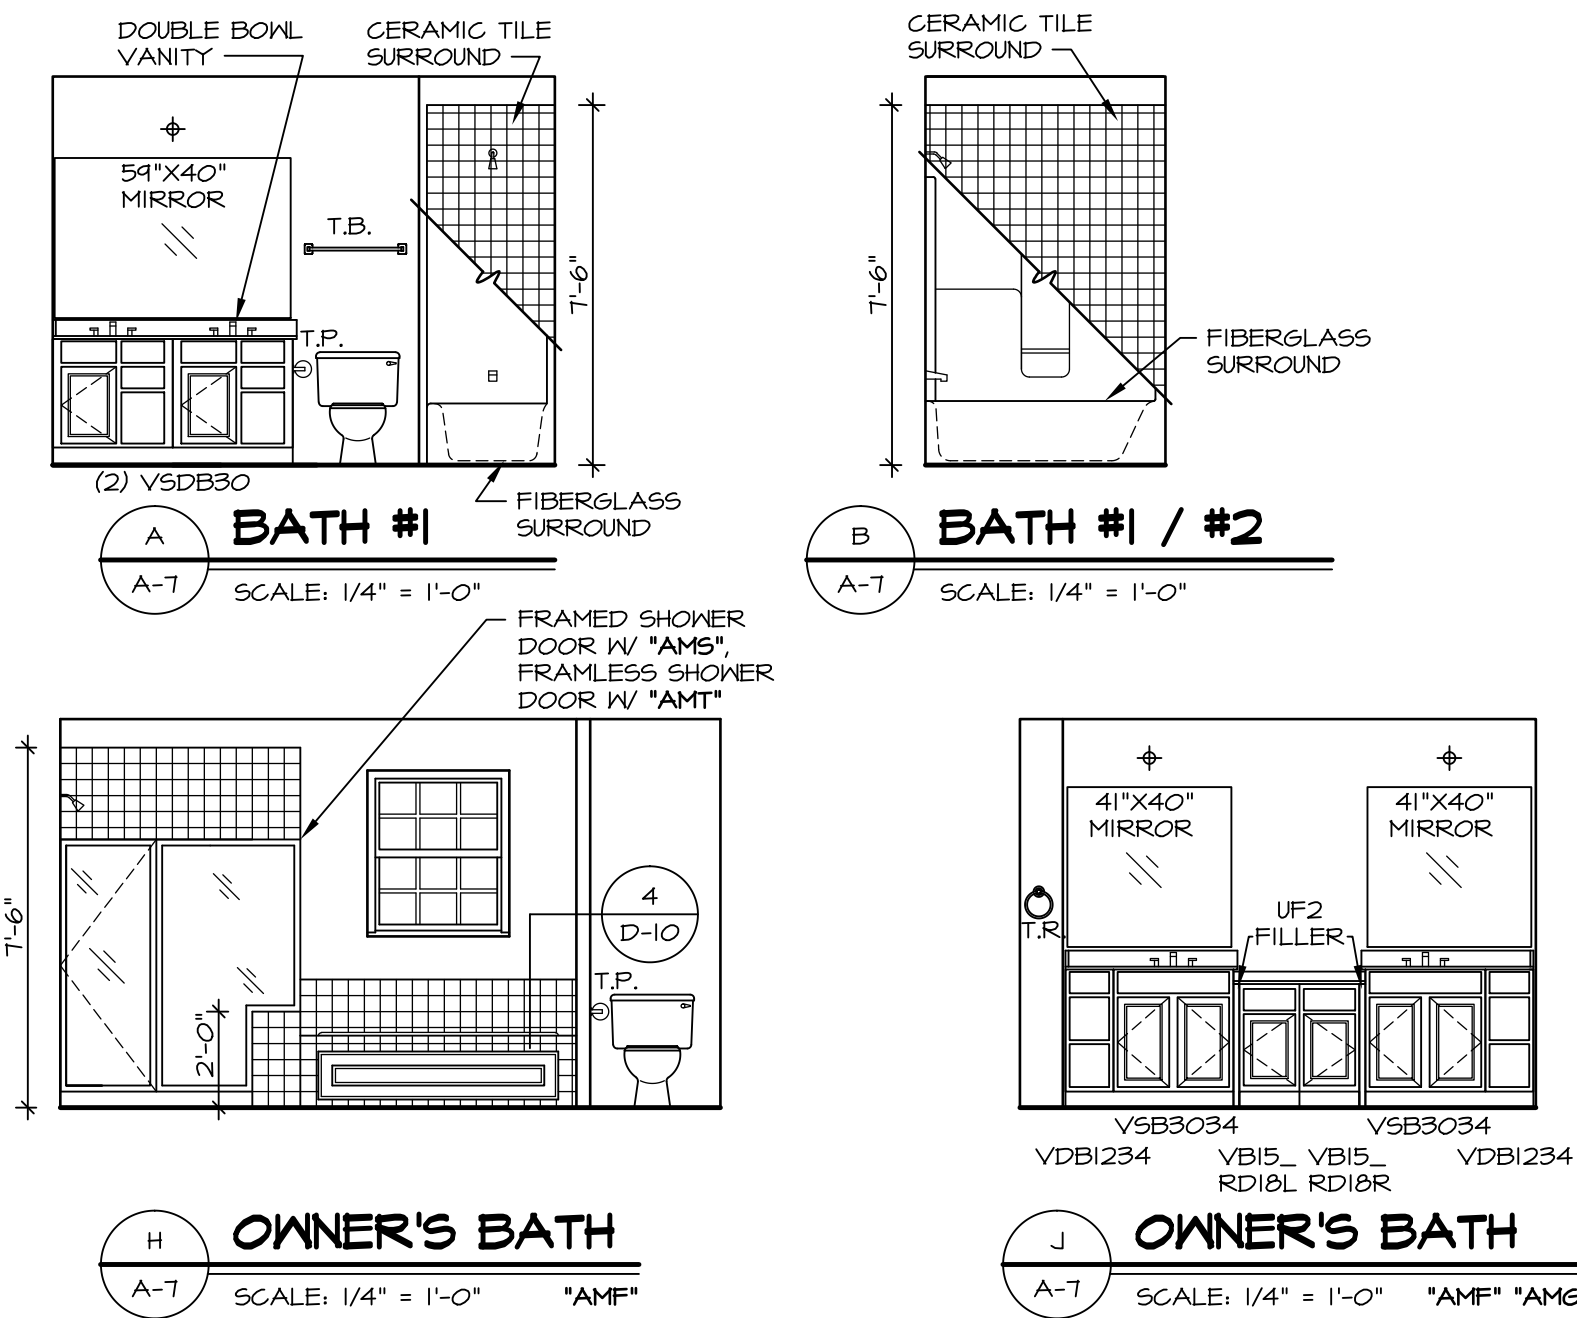 DOUBLE BOWL
VANITY
CERAMIC TILE
SURROUND
59"X40"
MIRROR
T.B.
T.P.
7'-6"
(2) VSDB30
FIBERGLASS
SURROUND
A
A-7
BATH #1
SCALE: 1/4" = 1'-0"
CERAMIC TILE
SURROUND
7'-6"
FIBERGLASS
SURROUND
B
A-7
BATH #1 / #2
SCALE: 1/4" = 1'-0"
FRAMED SHOWER
DOOR W/ "AMS",
FRAMLESS SHOWER
DOOR W/ "AMT"
7'-6"
2'-0"
4
D-10
T.P.
H
A-7
OWNER'S BATH
SCALE: 1/4" = 1'-0" "AMF"
41"X40"
MIRROR
41"X40"
MIRROR
T.R.
UF2
FILLER
VSB3034
VSB3034
VDB1234
VB15_ VB15_
VDB1234
RD18L RD18R
J
A-7
OWNER'S BATH
SCALE: 1/4" = 1'-0" "AMF" "AMG